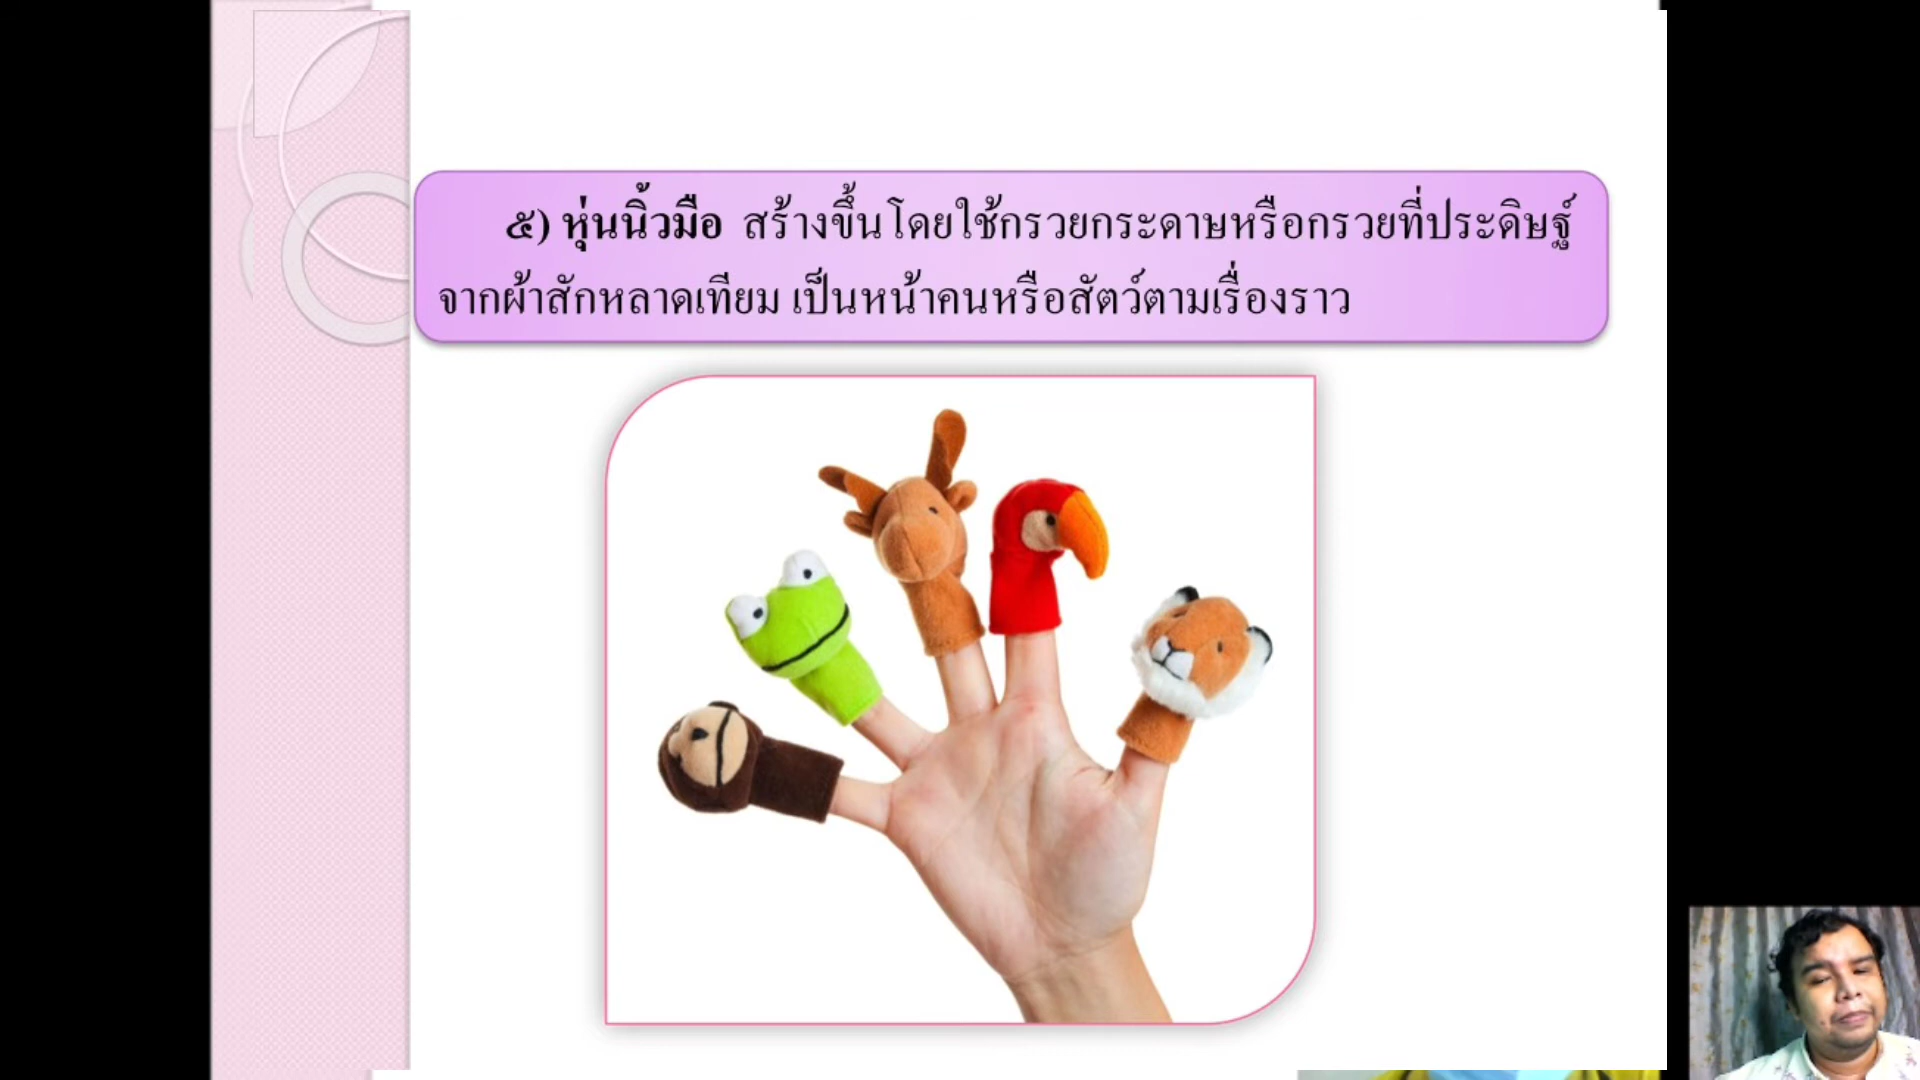 ๕) หุ่นนิ้วมือ สร้างขึ้นโดยใช้กรวยกระดาษหรือกรวยที่ประดิษฐ์
จากผ้าสักหลาดเทียม เป็นหน้าคนหรือสัตว์ตามเรื่องราว